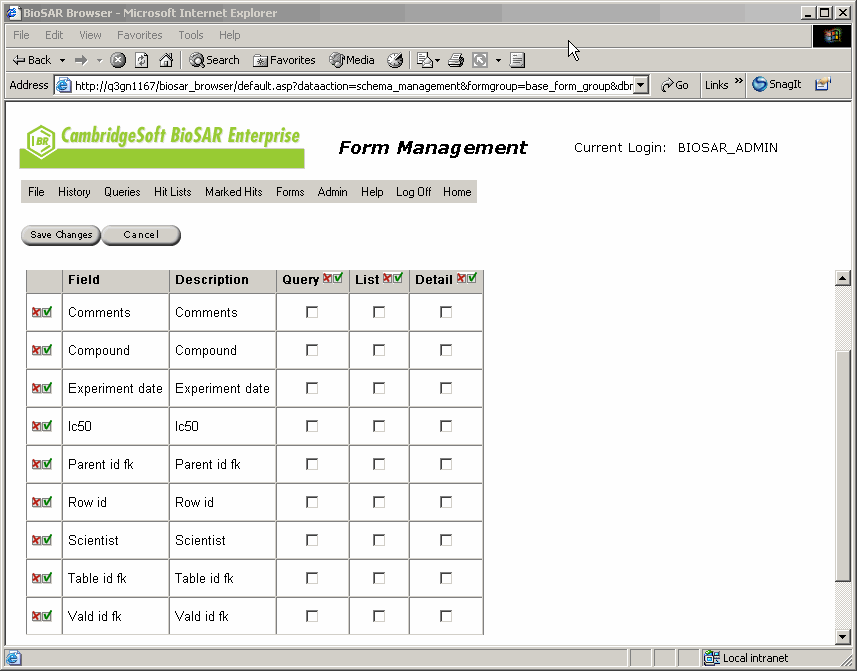 BioSAR Browser - Microsoft Internet Explorer
File Edit View Favorites Tools Help
Back Search Favorites Media
Address http://q3gn1167/biosar_browser/default.asp?dataaction=schema_management&formgroup=base_form_group&dbr Go Links » SnagIt
LBR CambridgeSoft BioSAR Enterprise
Form Management
Current Login: BIOSAR_ADMIN
File History Queries Hit Lists Marked Hits Forms Admin Help Log Off Home
Save Changes Cancel
Field Description Query List Detail
Comments Comments
Compound Compound
Experiment date Experiment date
Ic50 Ic50
Parent id fk Parent id fk
Row id Row id
Scientist Scientist
Table id fk Table id fk
Vald id fk Vald id fk
Local intranet